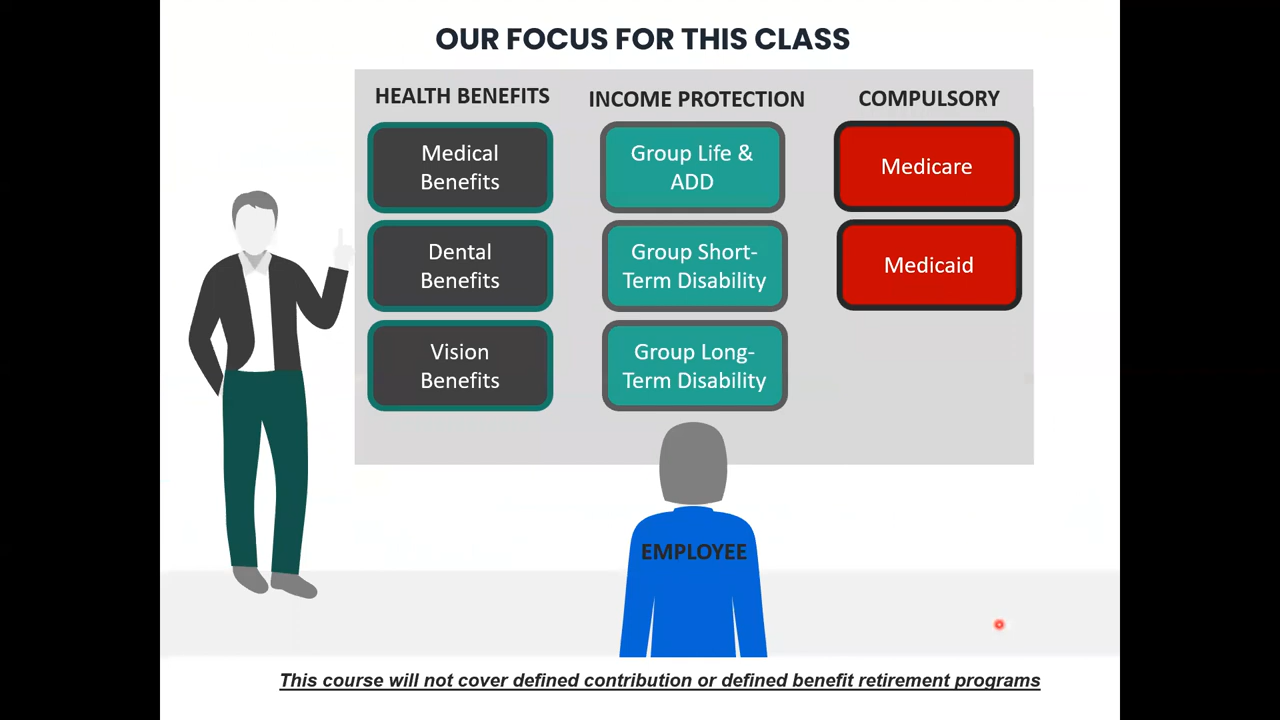 OUR FOCUS FOR THIS CLASS
HEALTH BENEFITS
Medical
Benefits
Dental
Benefits
Vision
Benefits
INCOME PROTECTION
Group Life &
ADD
Group Short-
Term Disability
Group Long-
Term Disability
COMPULSORY
Medicare
Medicaid
EMPLOYEE
This course will not cover defined contribution or defined benefit retirement programs